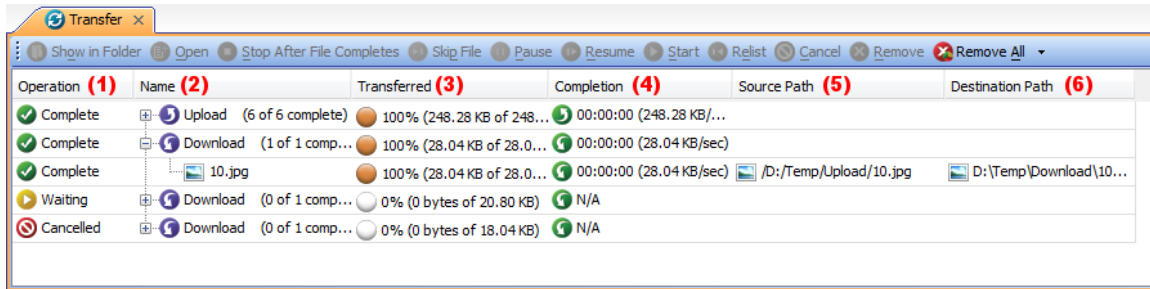 Transfer
Show in Folder Open Stop After File Completes Skip File Pause Resume Start Relist Cancel Remove Remove All
Operation (1) Name (2) Transferred (3) Completion (4) Source Path (5) Destination Path (6)
Complete Upload (6 of 6 complete) 100% (248.28 KB of 248... 00:00:00 (248.28 KB/...
Complete Download (1 of 1 comp... 100% (28.04 KB of 28.0... 00:00:00 (28.04 KB/sec)
Complete 10.jpg 100% (28.04 KB of 28.0... 00:00:00 (28.04 KB/sec) /D:/Temp/Upload/10.jpg D:\Temp\Download\10...
Waiting Download (0 of 1 comp... 0% (0 bytes of 20.80 KB) N/A
Cancelled Download (0 of 1 comp... 0% (0 bytes of 18.04 KB) N/A